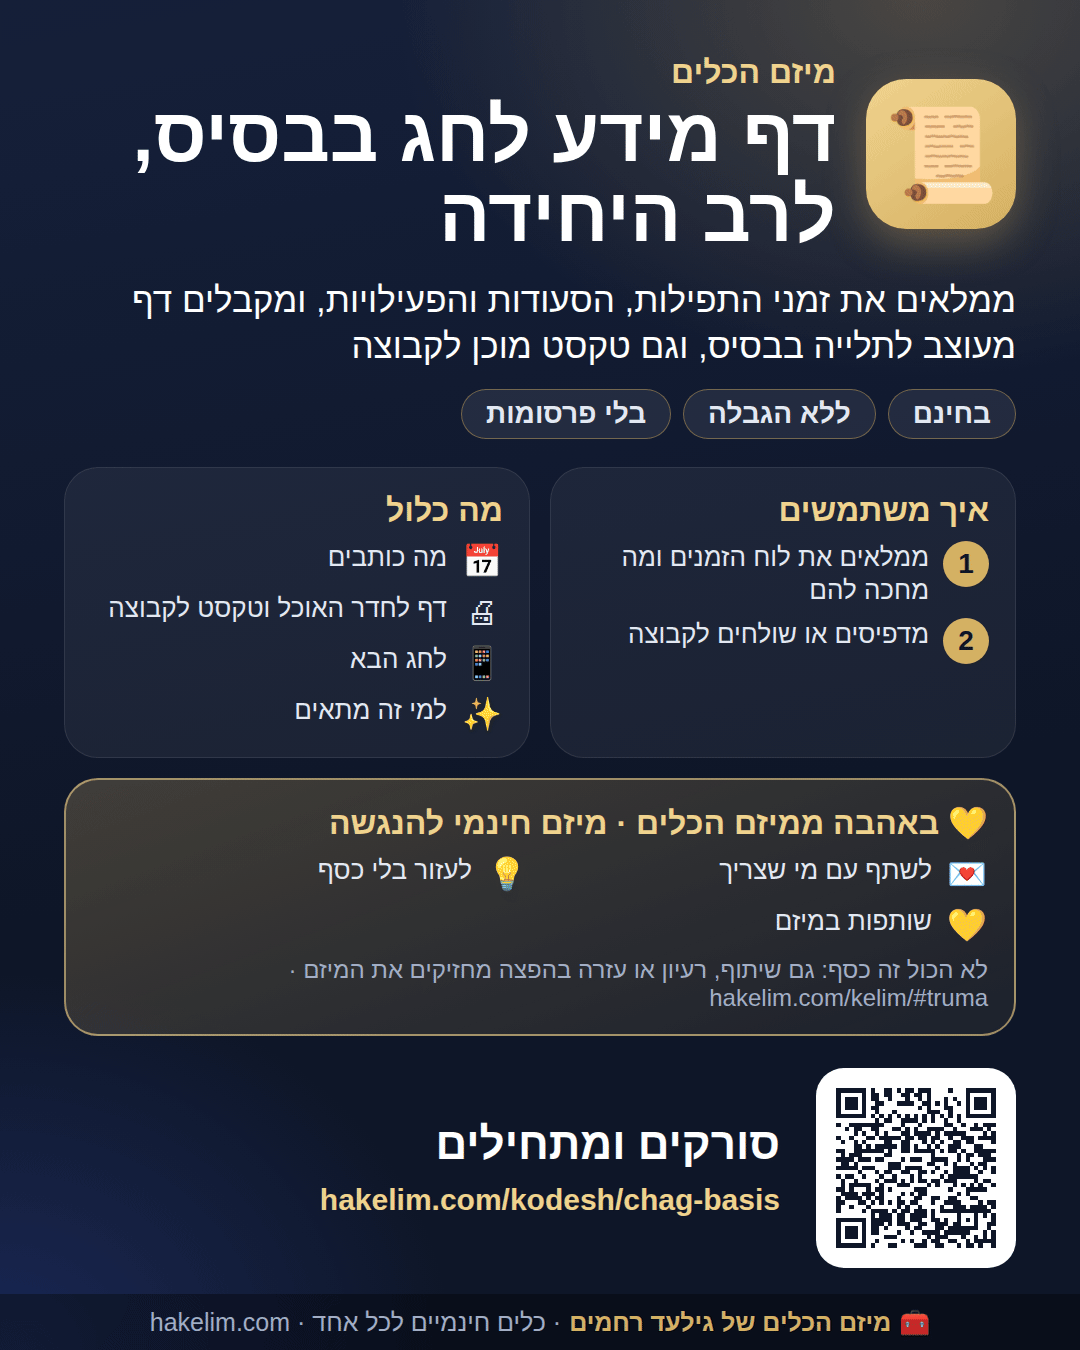 מיזם הכלים
דף מידע לחג בבסיס,
לרב היחידה
ממלאים את זמני התפילות, הסעודות והפעילויות, ומקבלים דף
מעוצב לתלייה בבסיס, וגם טקסט מוכן לקבוצה
בחינם
ללא הגבלה
בלי פרסומות
איך משתמשים
1 ממלאים את לוח הזמנים ומה
מחכה להם
2 מדפיסים או שולחים לקבוצה
מה כלול
📅 מה כותבים
🖨 דף לחדר האוכל וטקסט לקבוצה
📱 לחג הבא
✨ למי זה מתאים
💛 באהבה ממיזם הכלים · מיזם חינמי להנגשה
💌 לשתף עם מי שצריך
💡 לעזור בלי כסף
💛 שותפות במיזם
לא הכול זה כסף: גם שיתוף, רעיון או עזרה בהפצה מחזיקים את המיזם ·
hakelim.com/kelim/#truma
סורקים ומתחילים
hakelim.com/kodesh/chag-basis
🧰 מיזם הכלים של גילעד רחמים · כלים חינמיים לכל אחד · hakelim.com